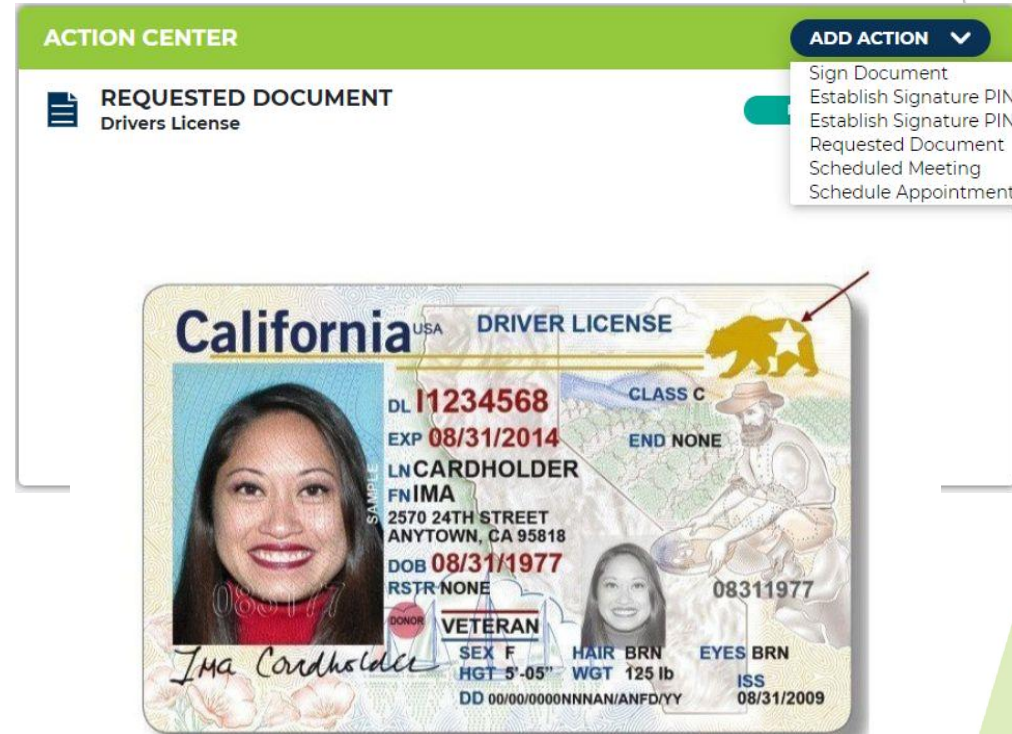 ACTION CENTER
ADD ACTION
REQUESTED DOCUMENT
Drivers License
Sign Document
Establish Signature PIN
Establish Signature PIN
Requested Document
Scheduled Meeting
Schedule Appointment
California USA DRIVER LICENSE
DL I1234568 CLASS C
EXP 08/31/2014 END NONE
LN CARDHOLDER
FN IMA
2570 24TH STREET
ANYTOWN, CA 95818
DOB 08/31/1977
RSTR NONE 08311977
SAMPLE
083177
DONOR
VETERAN
SEX F HAIR BRN EYES BRN
HGT 5'-05" WGT 125 lb ISS
DD 00/00/0000NNNAN/ANFD/YY 08/31/2009
Ima Cardholder